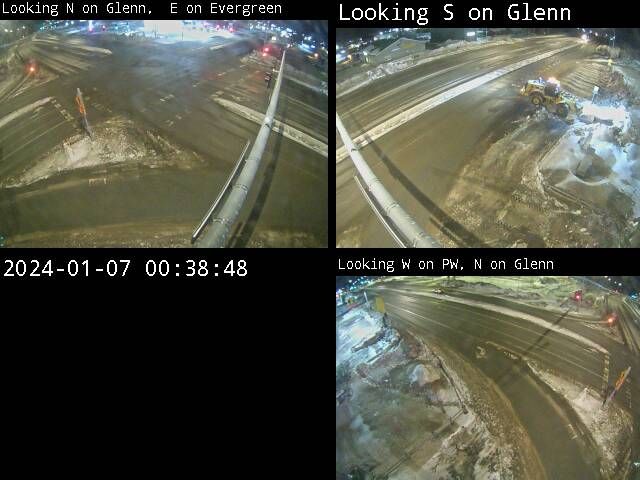 Looking N on Glenn, E on Evergreen
Looking S on Glenn
2024-01-07 00:38:48
Looking W on PW, N on Glenn